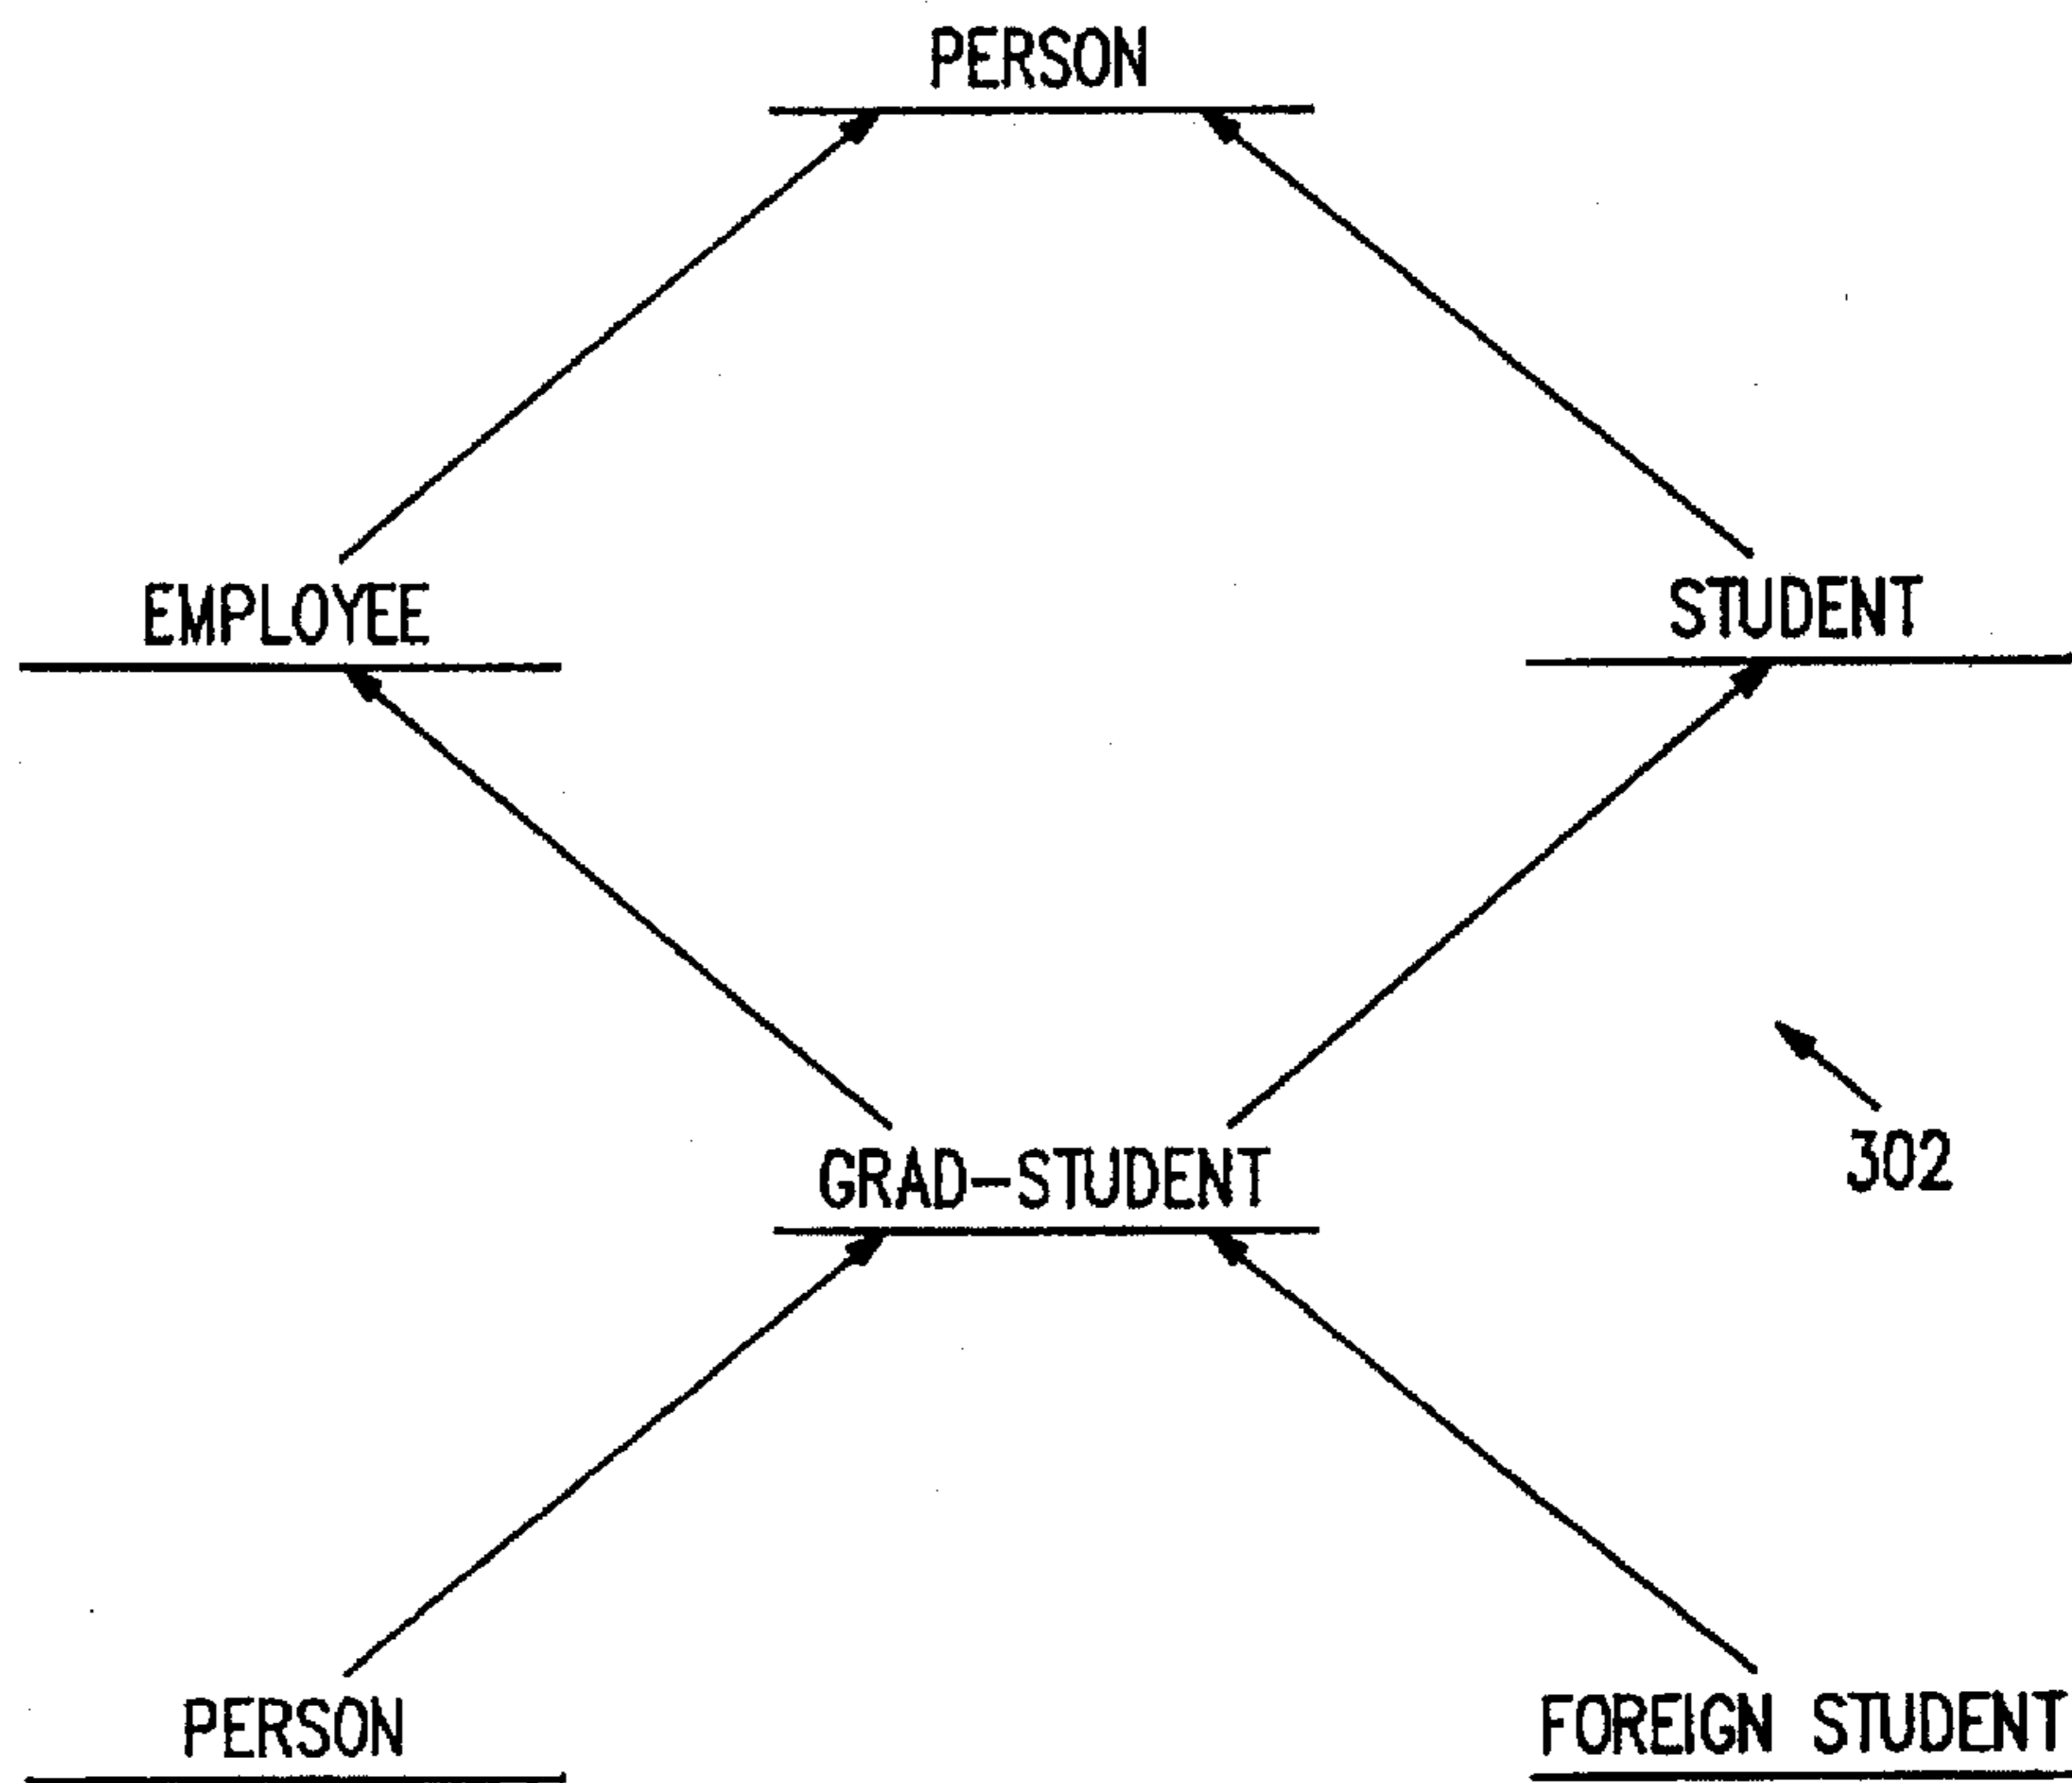 PERSON
EMPLOYEE
STUDENT
GRAD-STUDENT
302
PERSON
FOREIGN STUDENT